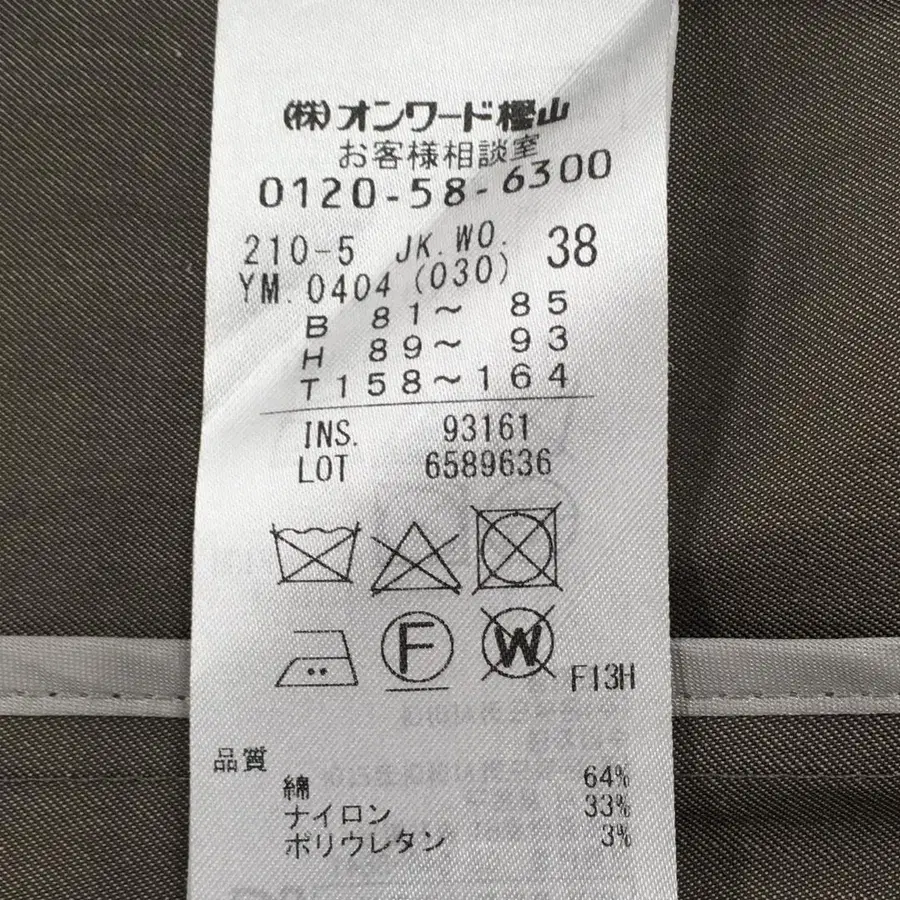 (株)オンワード樫山
お客様相談室
0120-58-6300
210-5 JK.WO. 38
YM.0404(030)
B 81〜 85
H 89〜 93
T158〜164
INS. 93161
LOT 6589636
F W
F13H
品質
綿 64%
ナイロン 33%
ポリウレタン 3%